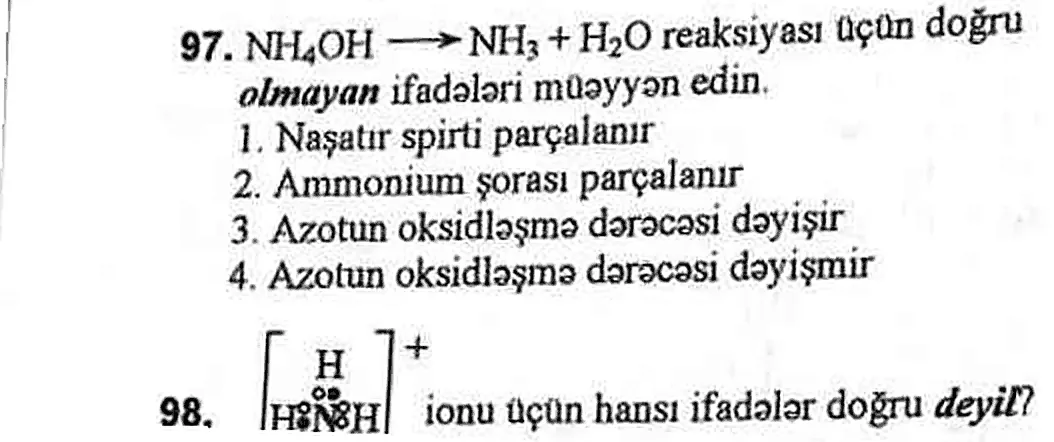 97. NH₄OH ⟶ NH₃ + H₂O reaksiyası üçün doğru
olmayan ifadələri müəyyən edin.
1. Naşatır spirti parçalanır
2. Ammonium şorası parçalanır
3. Azotun oksidləşmə dərəcəsi dəyişir
4. Azotun oksidləşmə dərəcəsi dəyişmir
H +
98. H:N:H ionu üçün hansı ifadələr doğru deyil?